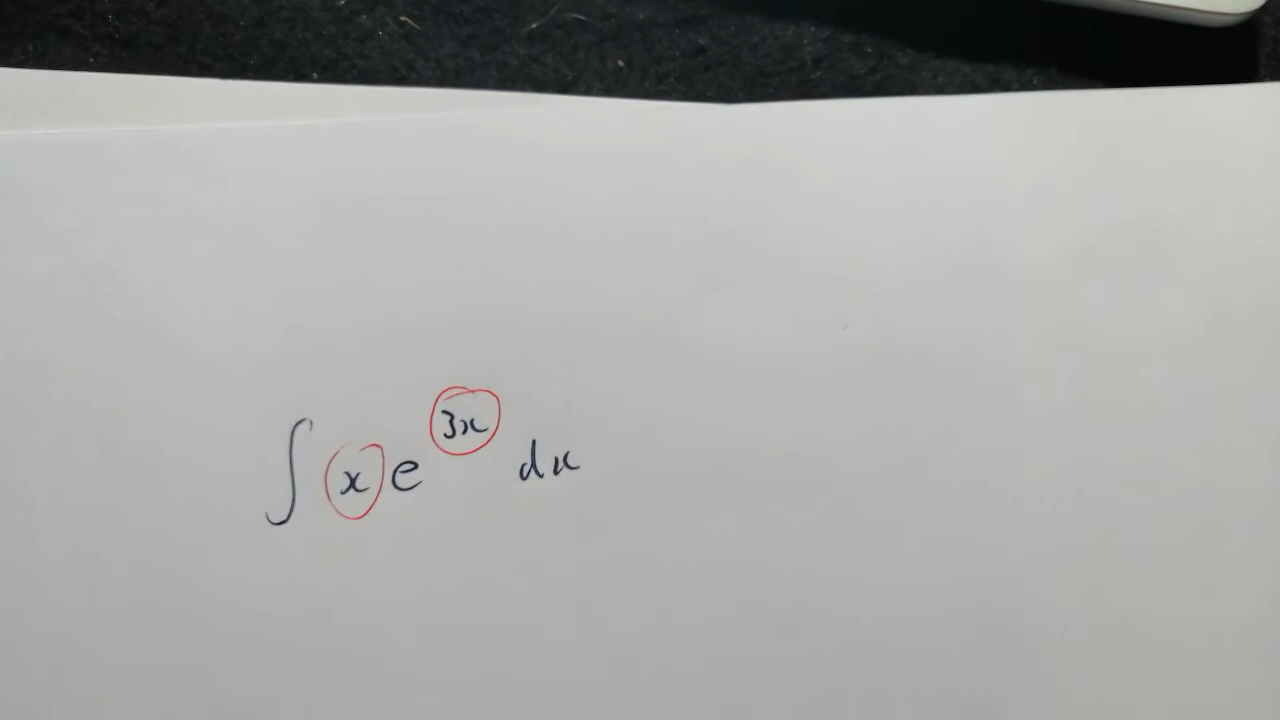 ∫ x e^{3x} dx